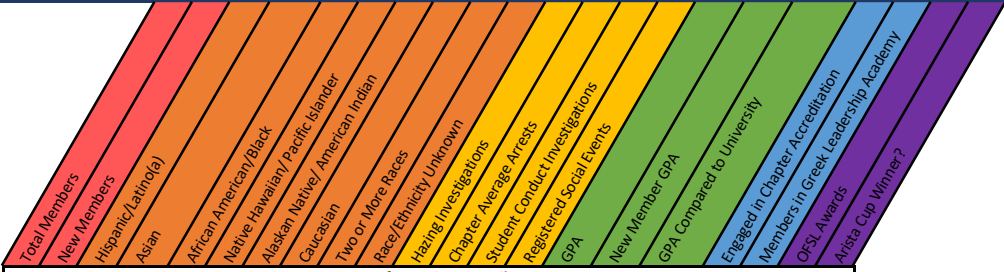 Total Members
New Members
Hispanic/Latino(a)
Asian
African American/Black
Native Hawaiian/ Pacific Islander
Alaskan Native/ American Indian
Caucasian
Two or More Races
Race/Ethnicity Unknown
Hazing Investigations
Chapter Average Arrests
Student Conduct Investigations
Registered Social Events
GPA
New Member GPA
GPA Compared to University
Engaged in Chapter Accreditation
Members in Greek Leadership Academy
OFSL Awards
Arista Cup Winner?